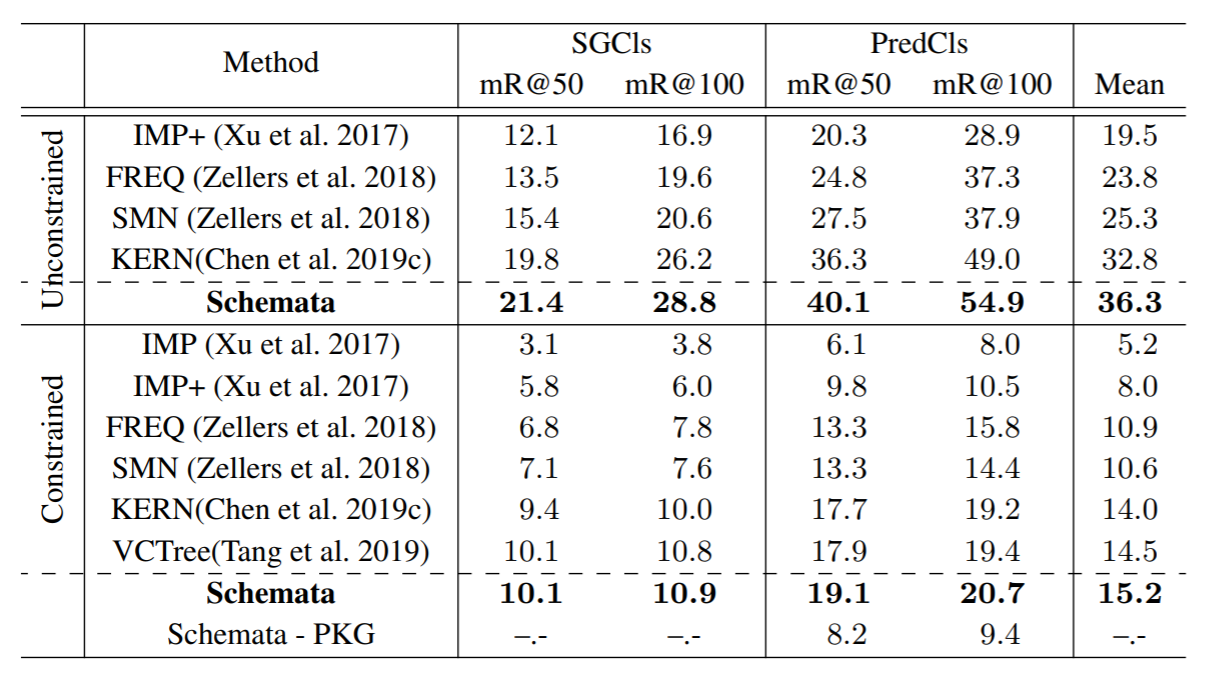 Method SGCls PredCls
mR@50 mR@100 mR@50 mR@100 Mean
Unconstrained
IMP+ (Xu et al. 2017) 12.1 16.9 20.3 28.9 19.5
FREQ (Zellers et al. 2018) 13.5 19.6 24.8 37.3 23.8
SMN (Zellers et al. 2018) 15.4 20.6 27.5 37.9 25.3
KERN(Chen et al. 2019c) 19.8 26.2 36.3 49.0 32.8
Schemata 21.4 28.8 40.1 54.9 36.3
Constrained
IMP (Xu et al. 2017) 3.1 3.8 6.1 8.0 5.2
IMP+ (Xu et al. 2017) 5.8 6.0 9.8 10.5 8.0
FREQ (Zellers et al. 2018) 6.8 7.8 13.3 15.8 10.9
SMN (Zellers et al. 2018) 7.1 7.6 13.3 14.4 10.6
KERN(Chen et al. 2019c) 9.4 10.0 17.7 19.2 14.0
VCTree(Tang et al. 2019) 10.1 10.8 17.9 19.4 14.5
Schemata 10.1 10.9 19.1 20.7 15.2
Schemata - PKG –.- –.- 8.2 9.4 –.-